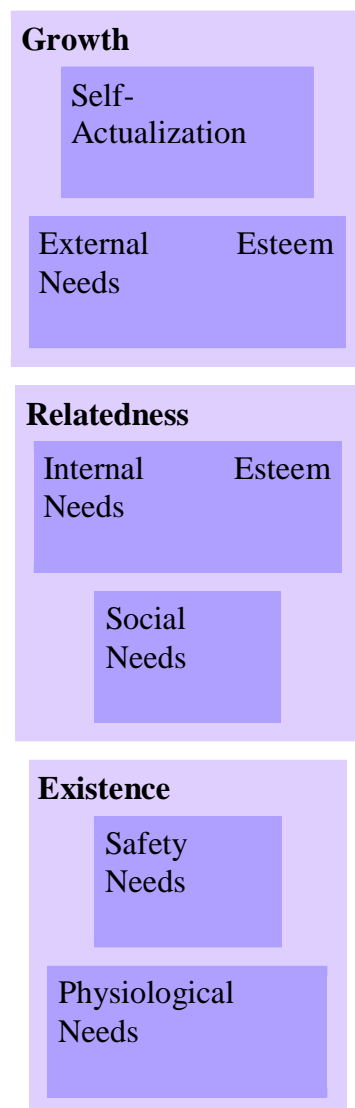 Growth
Self-
Actualization
External Esteem
Needs
Relatedness
Internal Esteem
Needs
Social
Needs
Existence
Safety
Needs
Physiological
Needs